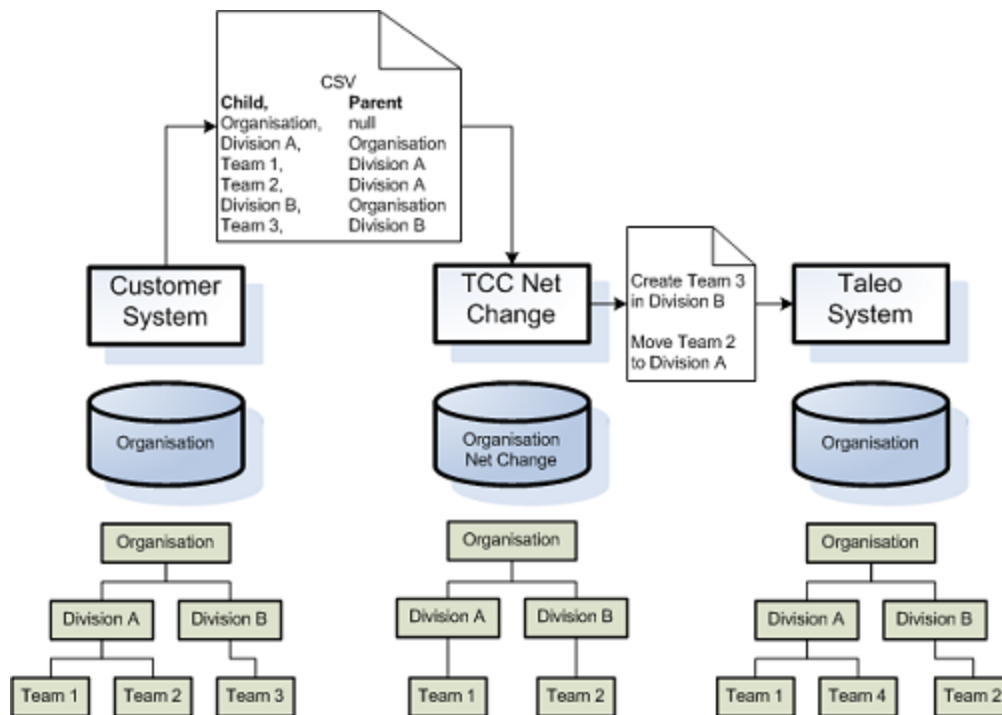 CSV
Child, Parent
Organisation, null
Division A, Organisation
Team 1, Division A
Team 2, Division A
Division B, Organisation
Team 3, Division B
Customer System
TCC Net Change
Create Team 3
in Division B
Move Team 2
to Division A
Taleo System
Organisation
Organisation
Net Change
Organisation
Organisation
Division A
Division B
Team 1
Team 2
Team 3
Organisation
Division A
Division B
Team 1
Team 2
Organisation
Division A
Division B
Team 1
Team 4
Team 2